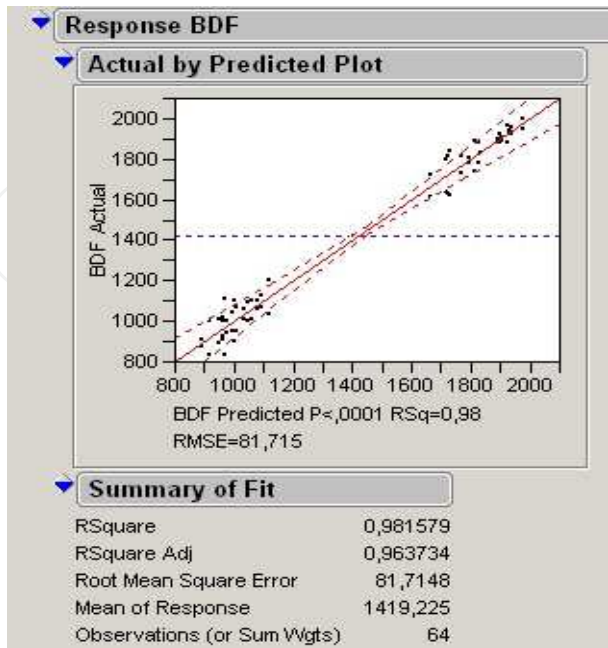 Response BDF
Actual by Predicted Plot
BDF Actual
2000
1800
1600
1400
1200
1000
800
800 1000 1200 1400 1600 1800 2000
BDF Predicted P<,0001 RSq=0,98
RMSE=81,715
Summary of Fit
RSquare 0,981579
RSquare Adj 0,963734
Root Mean Square Error 81,7148
Mean of Response 1419,225
Observations (or Sum Wgts) 64